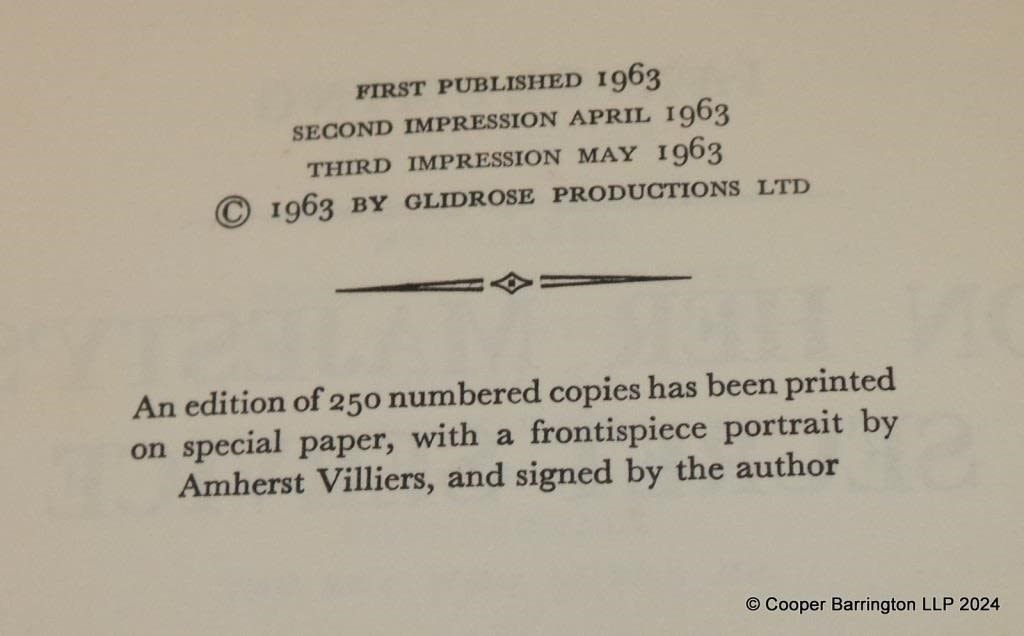 FIRST PUBLISHED 1963
SECOND IMPRESSION APRIL 1963
THIRD IMPRESSION MAY 1963
© 1963 BY GLIDROSE PRODUCTIONS LTD
An edition of 250 numbered copies has been printed
on special paper, with a frontispiece portrait by
Amherst Villiers, and signed by the author
© Cooper Barrington LLP 2024